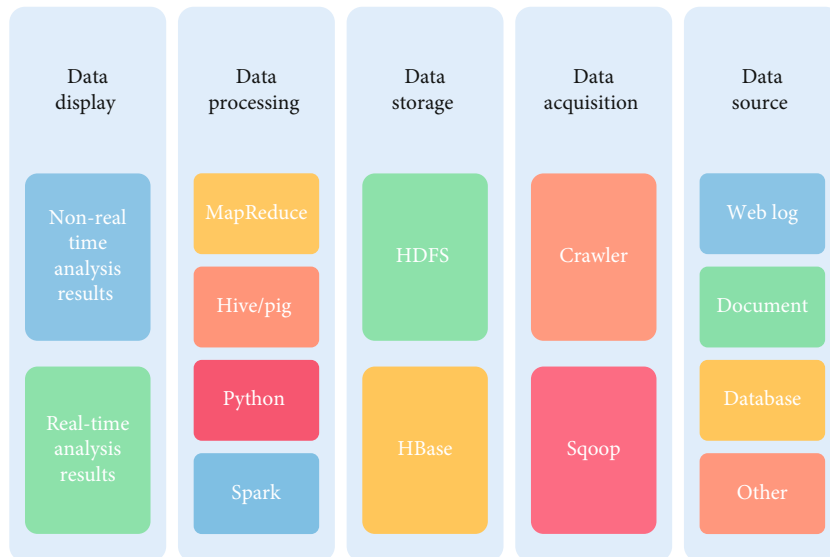 Data
display
Non-real
time
analysis
results
Real-time
analysis
results
Data
processing
MapReduce
Hive/pig
Python
Spark
Data
storage
HDFS
HBase
Data
acquisition
Crawler
Sqoop
Data
source
Web log
Document
Database
Other